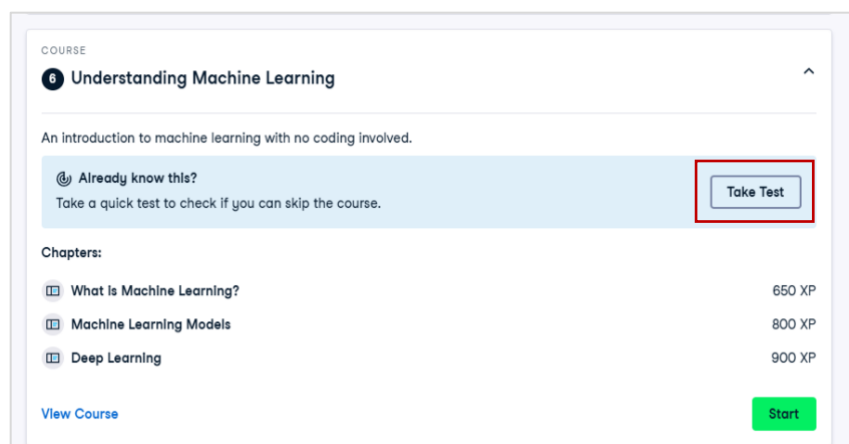 COURSE
6 Understanding Machine Learning
An introduction to machine learning with no coding involved.
Already know this?
Take a quick test to check if you can skip the course.
Take Test
Chapters:
What is Machine Learning? 650 XP
Machine Learning Models 800 XP
Deep Learning 900 XP
View Course
Start